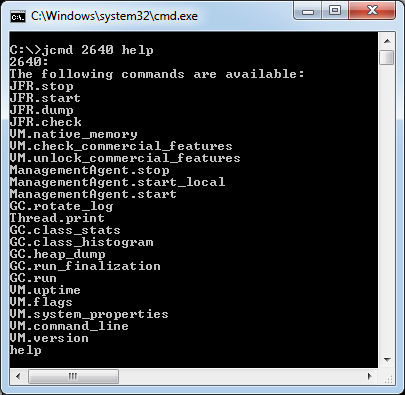 C:\Windows\system32\cmd.exe
C:\>jcmd 2640 help
2640:
The following commands are available:
JFR.stop
JFR.start
JFR.dump
JFR.check
VM.native_memory
VM.check_commercial_features
VM.unlock_commercial_features
ManagementAgent.stop
ManagementAgent.start_local
ManagementAgent.start
GC.rotate_log
Thread.print
GC.class_stats
GC.class_histogram
GC.heap_dump
GC.run_finalization
GC.run
VM.uptime
VM.flags
VM.system_properties
VM.command_line
VM.version
help